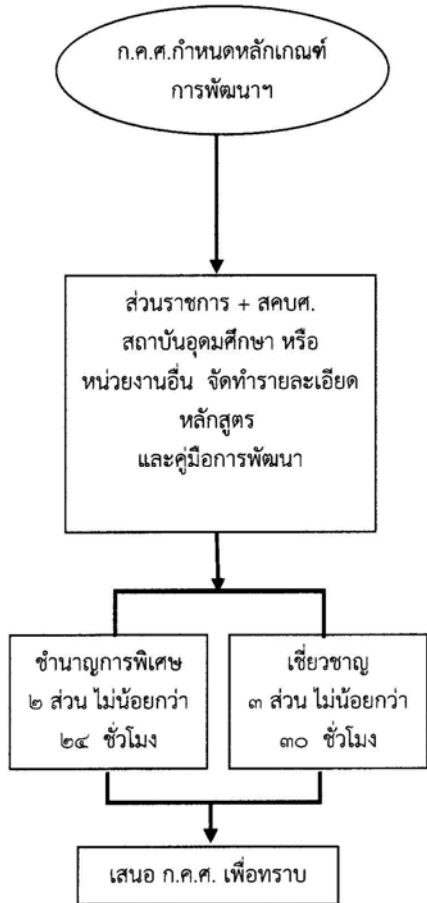 ก.ค.ศ.กำหนดหลักเกณฑ์
การพัฒนาฯ
ส่วนราชการ + สคบศ.
สถาบันอุดมศึกษา หรือ
หน่วยงานอื่น จัดทำรายละเอียด
หลักสูตร
และคู่มือการพัฒนา
ชำนาญการพิเศษ
๒ ส่วน ไม่น้อยกว่า
๒๔ ชั่วโมง
เชี่ยวชาญ
๓ ส่วน ไม่น้อยกว่า
๓๐ ชั่วโมง
เสนอ ก.ค.ศ. เพื่อทราบ